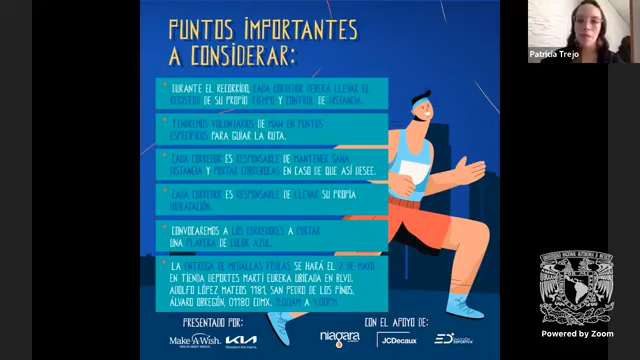 PUNTOS IMPORTANTES
A CONSIDERAR:
Patricia Trejo
* DURANTE EL RECORRIDO, CADA CORREDOR DEBERÁ LLEVAR EL
REGISTRO DE SU PROPIO TIEMPO Y CONTROL DE DISTANCIA.
* TENDREMOS VOLUNTARIOS DE MAW EN PUNTOS
ESPECÍFICOS PARA GUIAR LA RUTA.
* CADA CORREDOR ES RESPONSABLE DE MANTENER SANA
DISTANCIA Y PORTAR CUBREBOCAS EN CASO DE QUE ASÍ DESEE.
* CADA CORREDOR ES RESPONSABLE DE LLEVAR SU PROPIA
HIDRATACIÓN.
* CONVOCAREMOS A LOS CORREDORES A PORTAR
UNA PLAYERA DE COLOR AZUL.
* LA ENTREGA DE MEDALLAS FÍSICAS SE HARÁ EL 7 DE MAYO
EN TIENDA DEPORTES MARTÍ EUREKA UBICADA EN BLVD.
ADOLFO LÓPEZ MATEOS 1181, SAN PEDRO DE LOS PINOS,
ÁLVARO OBREGÓN, 01180 CDMX. 9:00AM A
PRESENTADO POR:
CON EL APOYO DE:
Make-A-Wish
KIA
niagara
JCDecaux
Powered by Zoom